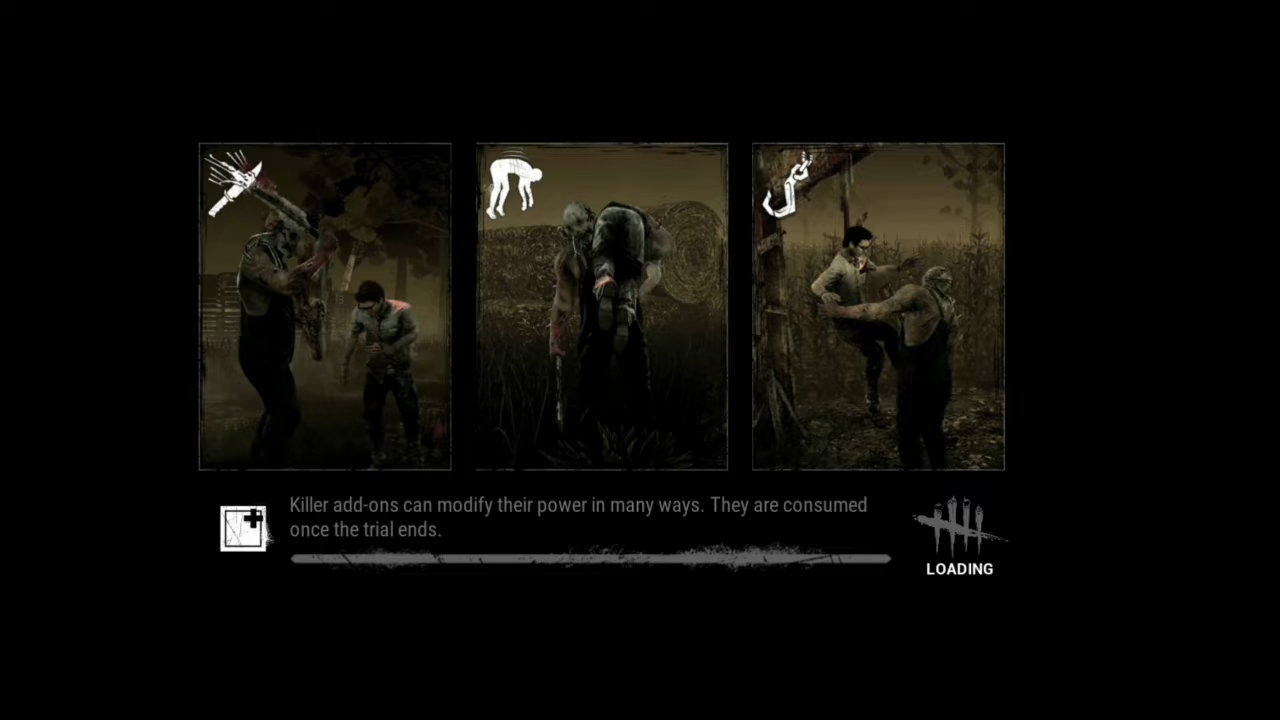 Killer add-ons can modify their power in many ways. They are consumed
once the trial ends.
LOADING